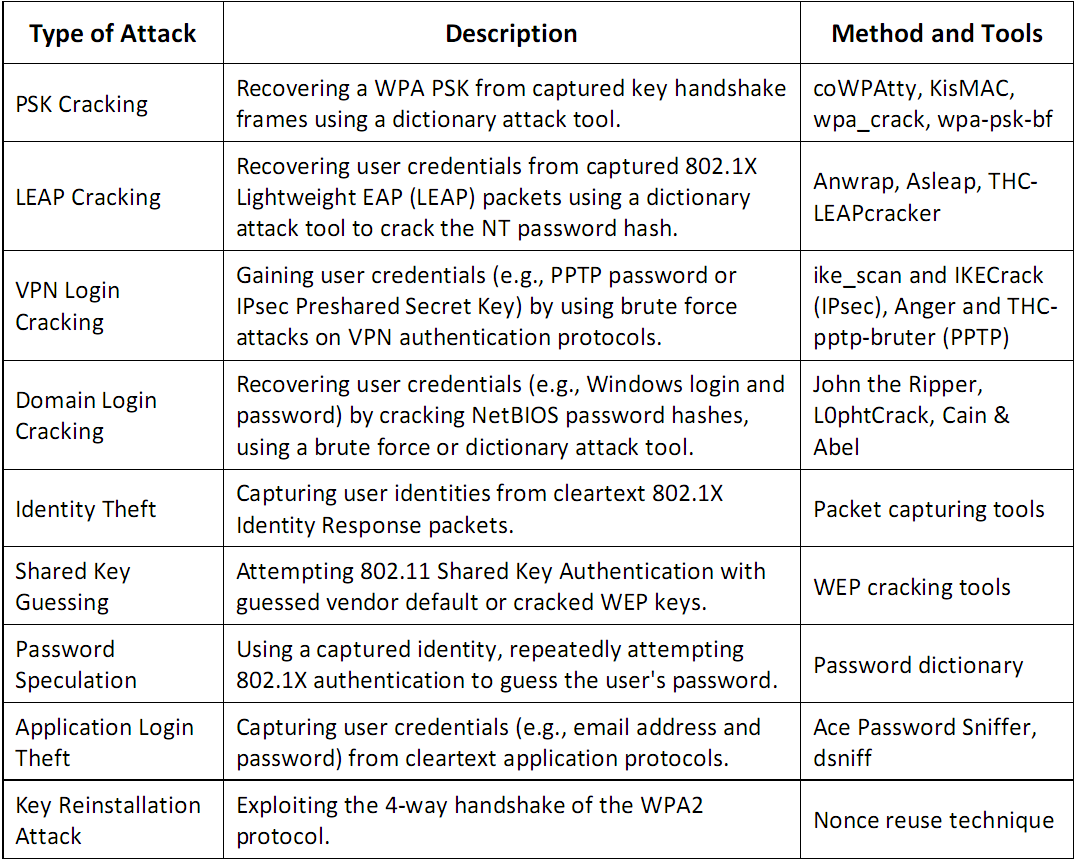 Type of Attack
Description
Method and Tools
PSK Cracking
Recovering a WPA PSK from captured key handshake
frames using a dictionary attack tool.
coWPAtty, KisMAC,
wpa_crack, wpa-psk-bf
LEAP Cracking
Recovering user credentials from captured 802.1X
Lightweight EAP (LEAP) packets using a dictionary
attack tool to crack the NT password hash.
Anwrap, Asleap, THC-
LEAPcracker
VPN Login
Cracking
Gaining user credentials (e.g., PPTP password or
IPsec Preshared Secret Key) by using brute force
attacks on VPN authentication protocols.
ike_scan and IKECrack
(IPsec), Anger and THC-
pptp-bruter (PPTP)
Domain Login
Cracking
Recovering user credentials (e.g., Windows login and
password) by cracking NetBIOS password hashes,
using a brute force or dictionary attack tool.
John the Ripper,
L0phtCrack, Cain &
Abel
Identity Theft
Capturing user identities from cleartext 802.1X
Identity Response packets.
Packet capturing tools
Shared Key
Guessing
Attempting 802.11 Shared Key Authentication with
guessed vendor default or cracked WEP keys.
WEP cracking tools
Password
Speculation
Using a captured identity, repeatedly attempting
802.1X authentication to guess the user's password.
Password dictionary
Application Login
Theft
Capturing user credentials (e.g., email address and
password) from cleartext application protocols.
Ace Password Sniffer,
dsniff
Key Reinstallation
Attack
Exploiting the 4-way handshake of the WPA2
protocol.
Nonce reuse technique